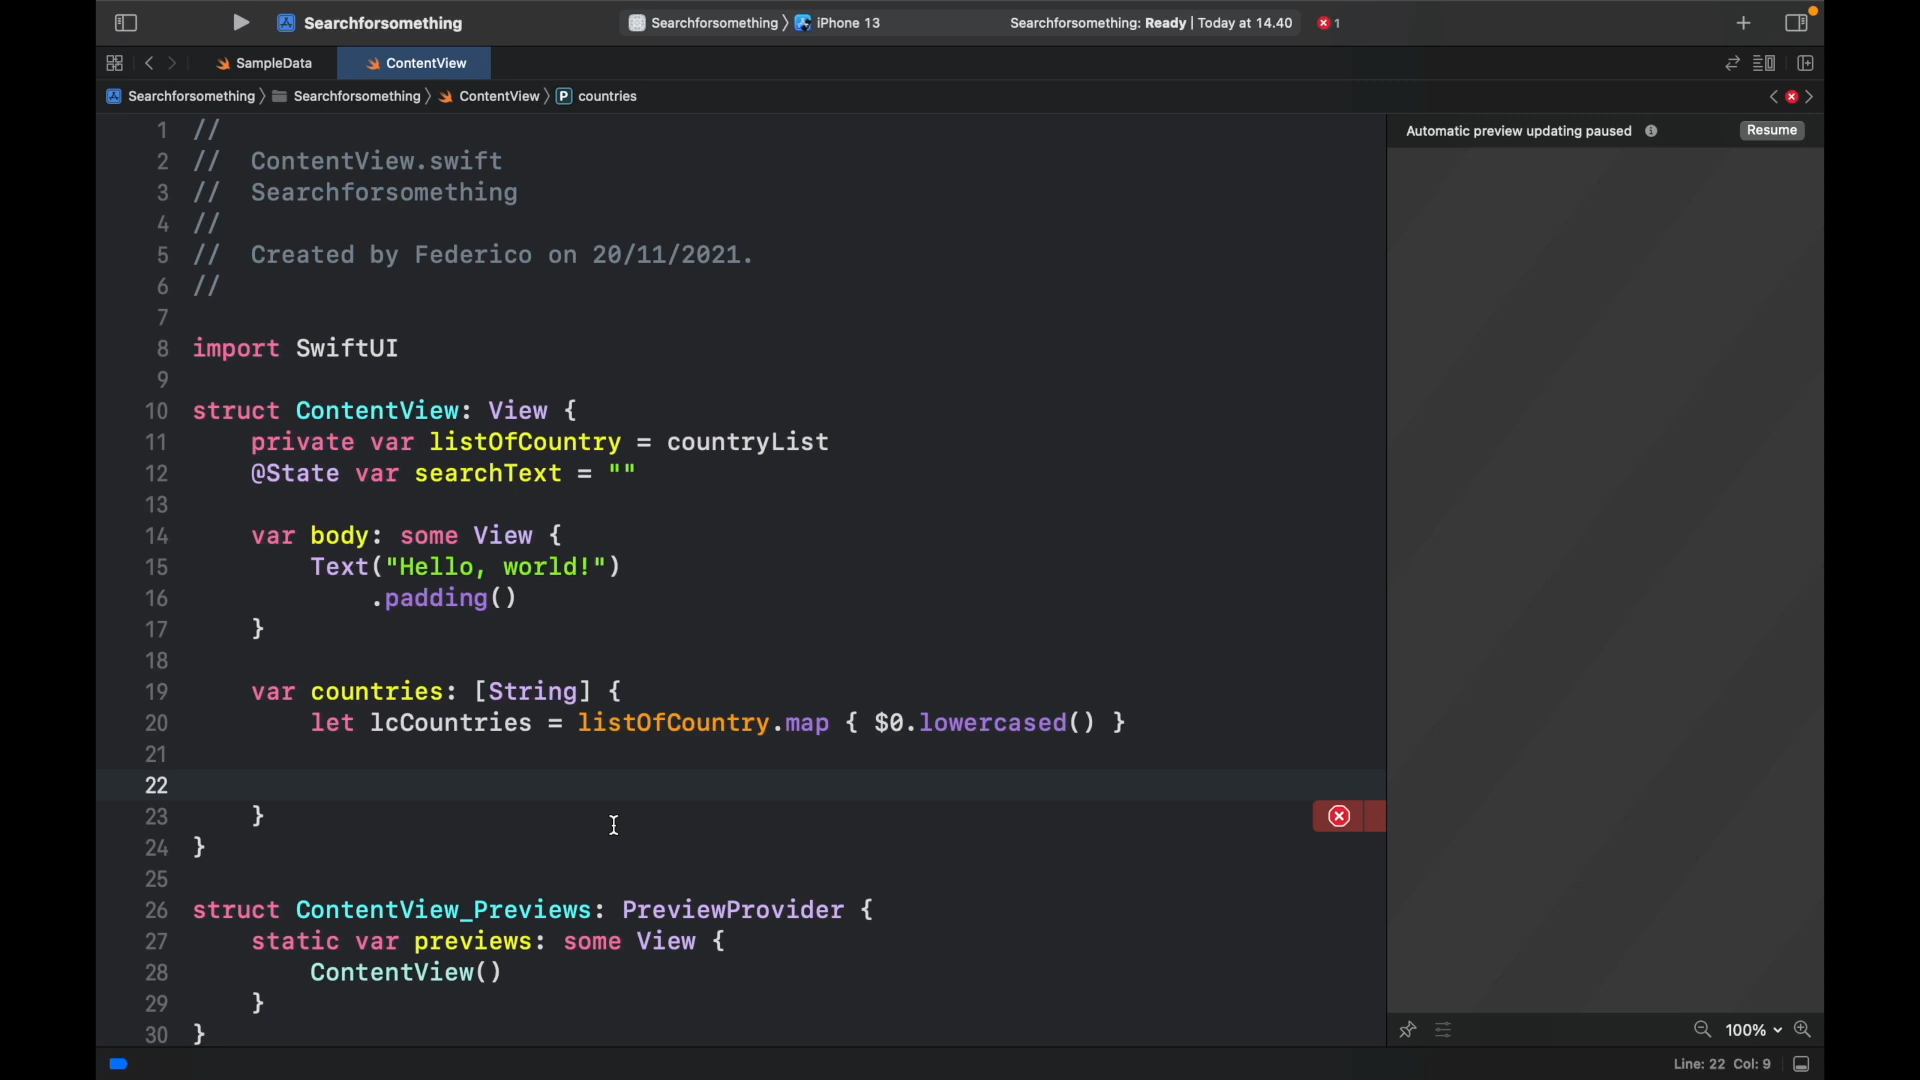 Searchforsomething
Searchforsomething 〉 iPhone 13
Searchforsomething: Ready | Today at 14.40
1
SampleData
ContentView
Searchforsomething 〉 Searchforsomething 〉 ContentView 〉 P countries
Automatic preview updating paused
Resume
1 //
2 //  ContentView.swift
3 //  Searchforsomething
4 //
5 //  Created by Federico on 20/11/2021.
6 //
7
8 import SwiftUI
9
10 struct ContentView: View {
11     private var listOfCountry = countryList
12     @State var searchText = ""
13
14     var body: some View {
15         Text("Hello, world!")
16             .padding()
17     }
18
19     var countries: [String] {
20         let lcCountries = listOfCountry.map { $0.lowercased() }
21
22
23     }
24 }
25
26 struct ContentView_Previews: PreviewProvider {
27     static var previews: some View {
28         ContentView()
29     }
30 }
100%
Line: 22 Col: 9